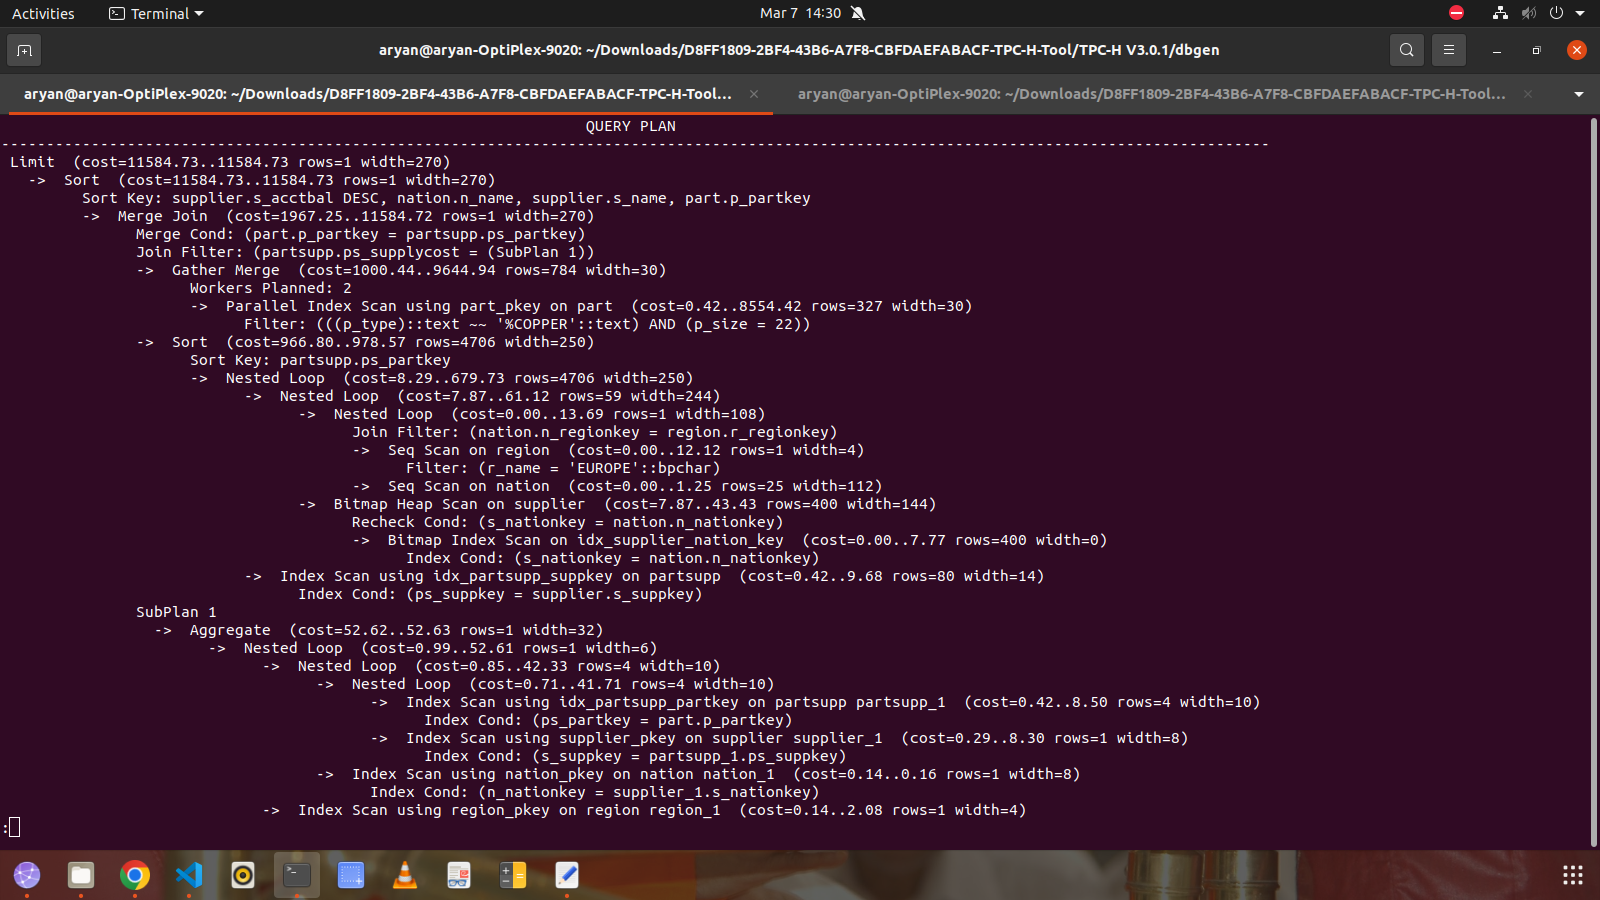 Activities
Terminal
Mar 7 14:30
aryan@aryan-OptiPlex-9020: ~/Downloads/D8FF1809-2BF4-43B6-A7F8-CBFDAEFABACF-TPC-H-Tool/TPC-H V3.0.1/dbgen
aryan@aryan-OptiPlex-9020: ~/Downloads/D8FF1809-2BF4-43B6-A7F8-CBFDAEFABACF-TPC-H-Tool...
aryan@aryan-OptiPlex-9020: ~/Downloads/D8FF1809-2BF4-43B6-A7F8-CBFDAEFABACF-TPC-H-Tool...
QUERY PLAN
---------------------------------------------------------------------------------------------------------------------------------------------
Limit  (cost=11584.73..11584.73 rows=1 width=270)
  ->  Sort  (cost=11584.73..11584.73 rows=1 width=270)
        Sort Key: supplier.s_acctbal DESC, nation.n_name, supplier.s_name, part.p_partkey
        ->  Merge Join  (cost=1967.25..11584.72 rows=1 width=270)
              Merge Cond: (part.p_partkey = partsupp.ps_partkey)
              Join Filter: (partsupp.ps_supplycost = (SubPlan 1))
              ->  Gather Merge  (cost=1000.44..9644.94 rows=784 width=30)
                    Workers Planned: 2
                    ->  Parallel Index Scan using part_pkey on part  (cost=0.42..8554.42 rows=327 width=30)
                          Filter: (((p_type)::text ~~ '%COPPER'::text) AND (p_size = 22))
              ->  Sort  (cost=966.80..978.57 rows=4706 width=250)
                    Sort Key: partsupp.ps_partkey
                    ->  Nested Loop  (cost=8.29..679.73 rows=4706 width=250)
                          ->  Nested Loop  (cost=7.87..61.12 rows=59 width=244)
                                ->  Nested Loop  (cost=0.00..13.69 rows=1 width=108)
                                      Join Filter: (nation.n_regionkey = region.r_regionkey)
                                      ->  Seq Scan on region  (cost=0.00..12.12 rows=1 width=4)
                                            Filter: (r_name = 'EUROPE'::bpchar)
                                      ->  Seq Scan on nation  (cost=0.00..1.25 rows=25 width=112)
                                ->  Bitmap Heap Scan on supplier  (cost=7.87..43.43 rows=400 width=144)
                                      Recheck Cond: (s_nationkey = nation.n_nationkey)
                                      ->  Bitmap Index Scan on idx_supplier_nation_key  (cost=0.00..7.77 rows=400 width=0)
                                            Index Cond: (s_nationkey = nation.n_nationkey)
                          ->  Index Scan using idx_partsupp_suppkey on partsupp  (cost=0.42..9.68 rows=80 width=14)
                                Index Cond: (ps_suppkey = supplier.s_suppkey)
              SubPlan 1
                ->  Aggregate  (cost=52.62..52.63 rows=1 width=32)
                      ->  Nested Loop  (cost=0.99..52.61 rows=1 width=6)
                            ->  Nested Loop  (cost=0.85..42.33 rows=4 width=10)
                                  ->  Nested Loop  (cost=0.71..41.71 rows=4 width=10)
                                        ->  Index Scan using idx_partsupp_partkey on partsupp partsupp_1  (cost=0.42..8.50 rows=4 width=10)
                                              Index Cond: (ps_partkey = part.p_partkey)
                                        ->  Index Scan using supplier_pkey on supplier supplier_1  (cost=0.29..8.30 rows=1 width=8)
                                              Index Cond: (s_suppkey = partsupp_1.ps_suppkey)
                                  ->  Index Scan using nation_pkey on nation nation_1  (cost=0.14..0.16 rows=1 width=8)
                                        Index Cond: (n_nationkey = supplier_1.s_nationkey)
                            ->  Index Scan using region_pkey on region region_1  (cost=0.14..2.08 rows=1 width=4)
: